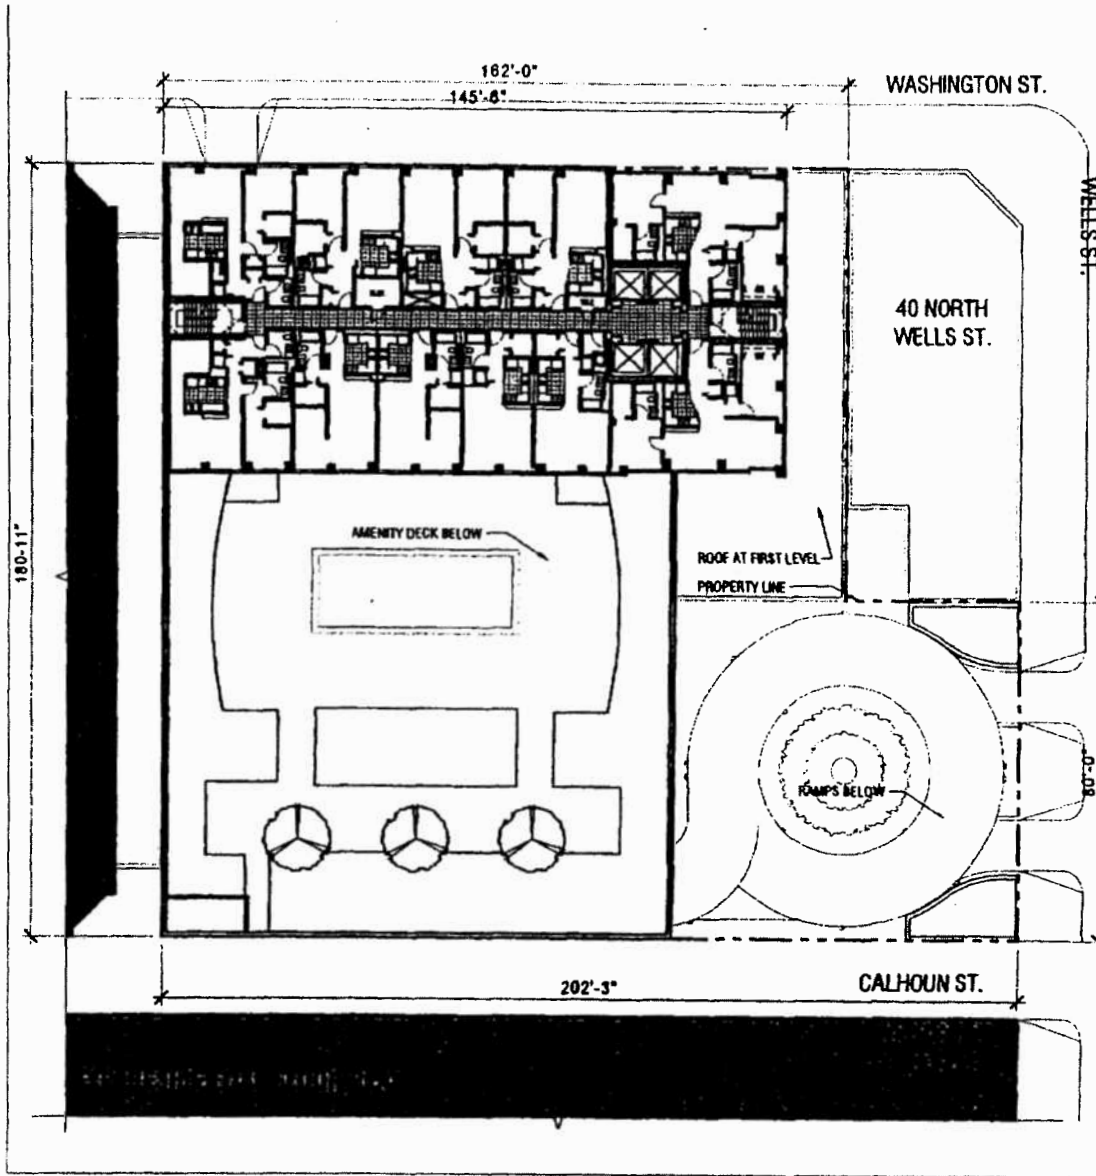 162'-0"
WASHINGTON ST.
145'-6"
WELLS ST.
40 NORTH
WELLS ST.
180-11"
AMENITY DECK BELOW
ROOF AT FIRST LEVEL
PROPERTY LINE
80'-0"
RAMPS BELOW
202'-3"
CALHOUN ST.